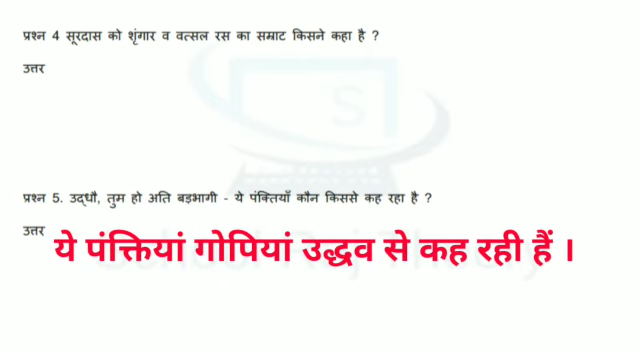 प्रश्न 4 सूरदास को शृंगार व वत्सल रस का सम्राट किसने कहा है ?
उत्तर
S
प्रश्न 5. उद्धौ, तुम हो अति बड़भागी - ये पंक्तियाँ कौन किससे कह रहा है ?
उत्तर
ये पंक्तियां गोपियां उद्धव से कह रही हैं ।